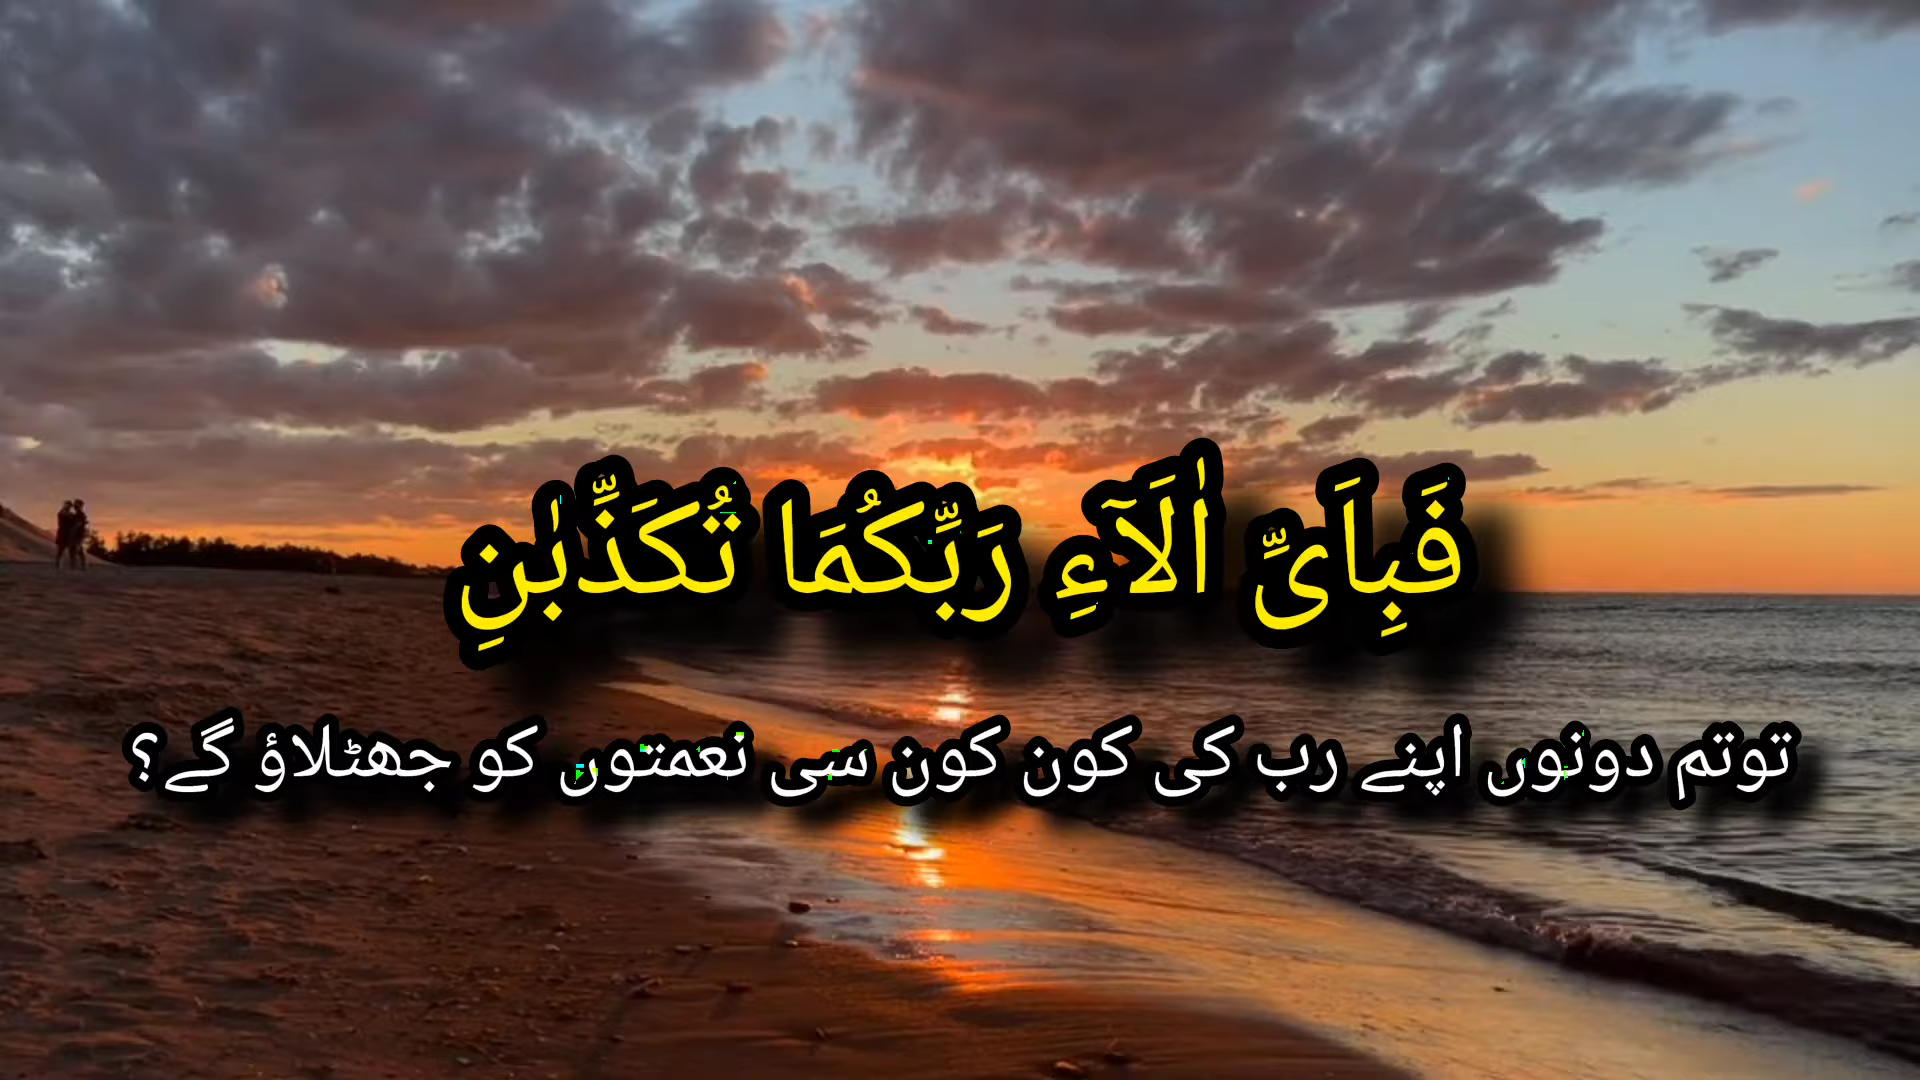 فَبِاَىِّ اٰلَآءِ رَبِّكُمَا تُكَذِّبٰنِ
توتم دونوں اپنے رب کی کون کون سی نعمتوں کو جھٹلاؤ گے؟